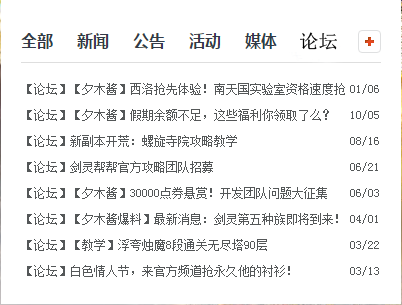 全部 新闻 公告 活动 媒体 论坛 +
【论坛】【夕木酱】西洛抢先体验！南天国实验室资格速度抢 01/06
【论坛】【夕木酱】假期余额不足，这些福利你领取了么？ 10/05
【论坛】新副本开荒：螺旋寺院攻略教学 08/16
【论坛】剑灵帮帮官方攻略团队招募 06/21
【论坛】【夕木酱】30000点券悬赏！开发团队问题大征集 06/03
【论坛】【夕木酱爆料】最新消息：剑灵第五种族即将到来！ 04/01
【论坛】【教学】浮夸烛魔8段通关无尽塔90层 03/22
【论坛】白色情人节，来官方频道抢永久他的衬衫！ 03/13